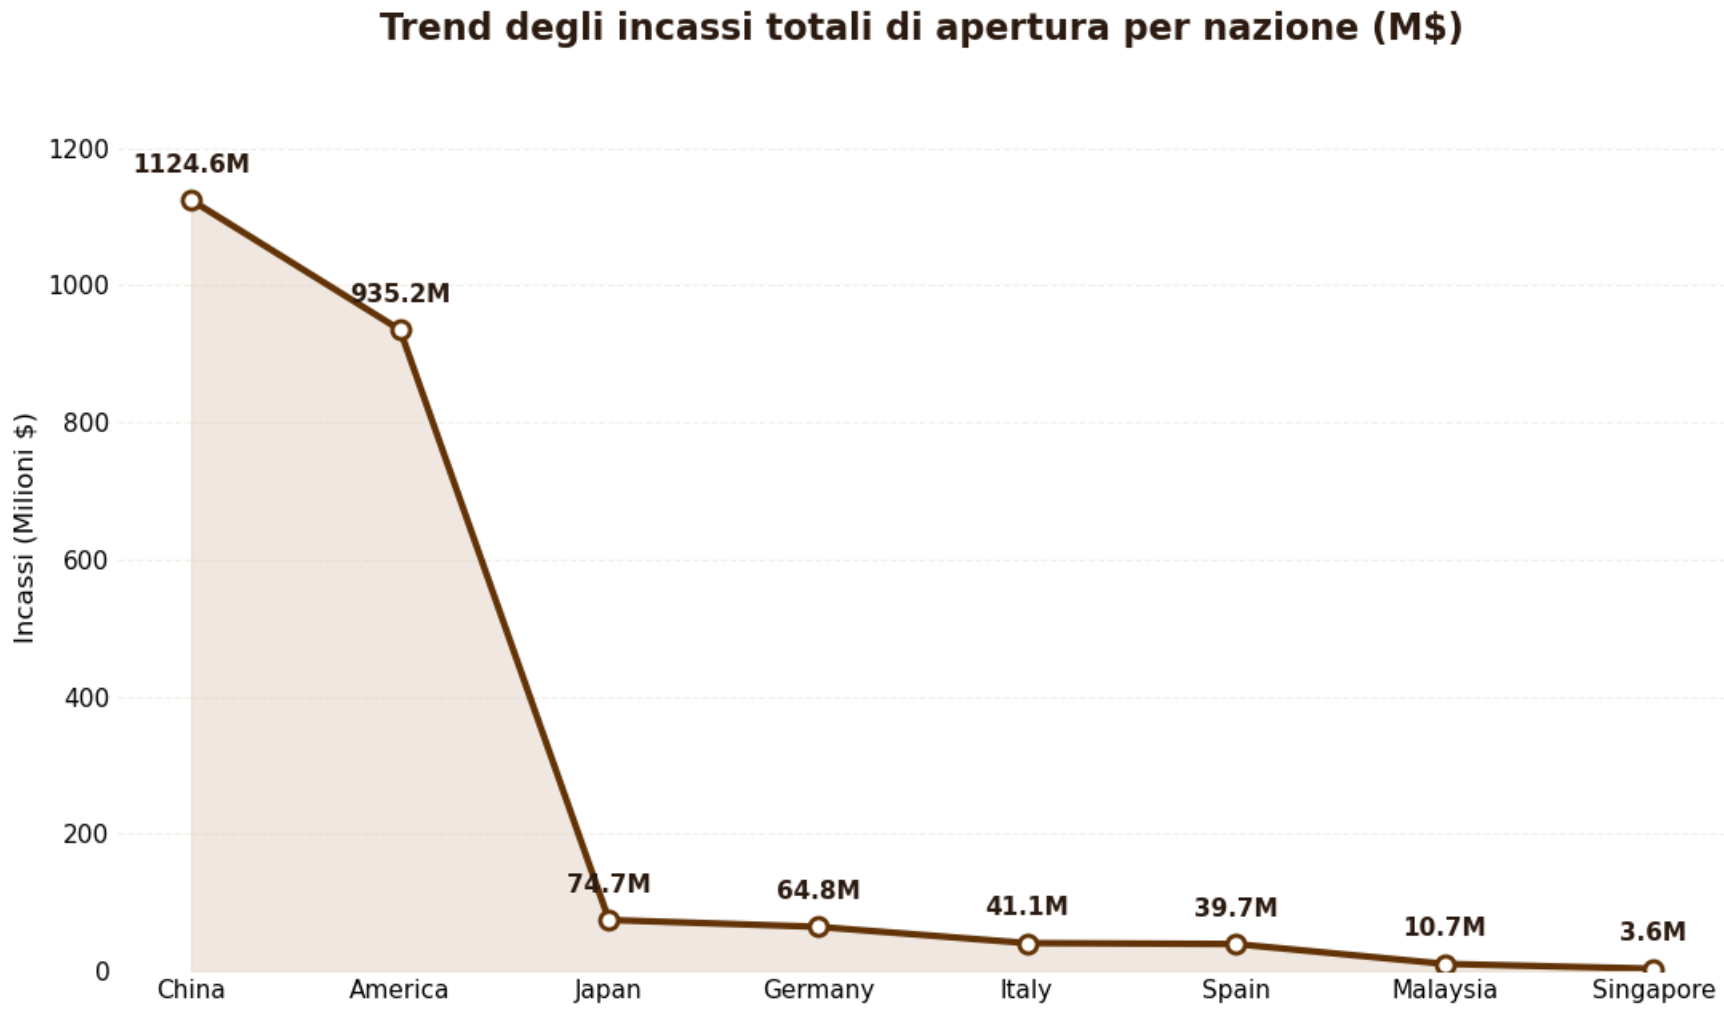 Trend degli incassi totali di apertura per nazione (M$)
Incassi (Milioni $)
1200
1000
800
600
400
200
0
1124.6M
935.2M
74.7M
64.8M
41.1M
39.7M
10.7M
3.6M
China
America
Japan
Germany
Italy
Spain
Malaysia
Singapore